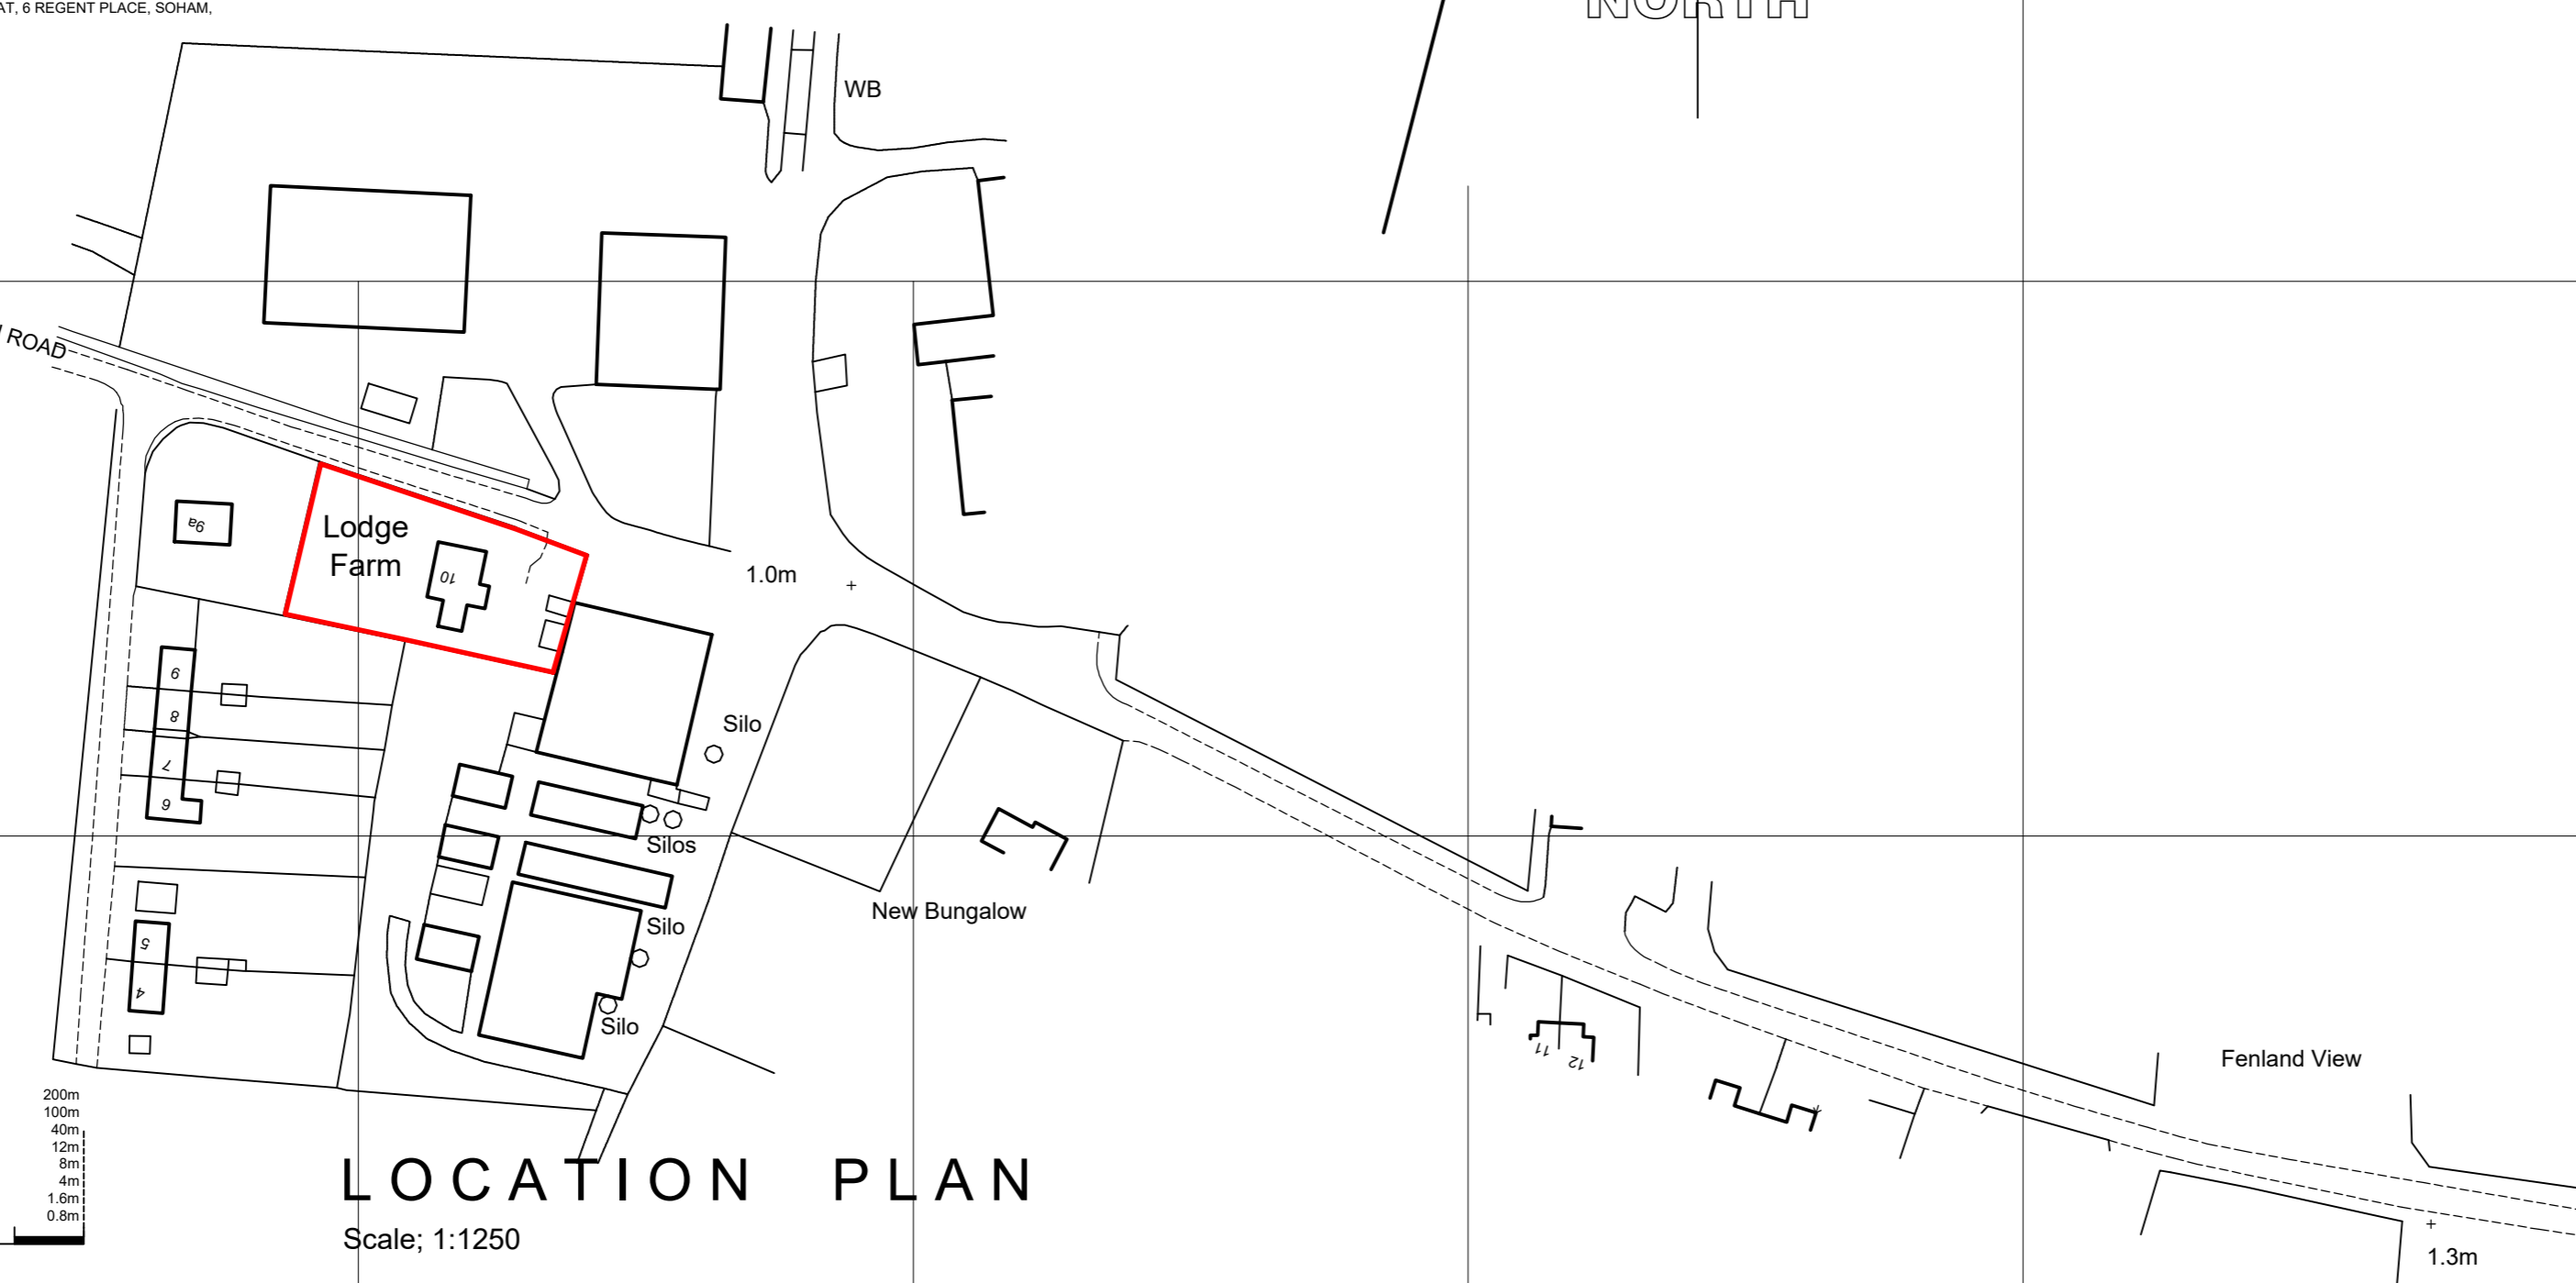 AT, 6 REGENT PLACE, SOHAM,
NORTH
WB
ROAD
Lodge
Farm
9a
10
1.0m
9
8
7
6
Silo
Silos
New Bungalow
Silo
5
4
Silo
11
12
Fenland View
200m
100m
40m
12m
8m
4m
1.6m
0.8m
LOCATION PLAN
Scale; 1:1250
1.3m